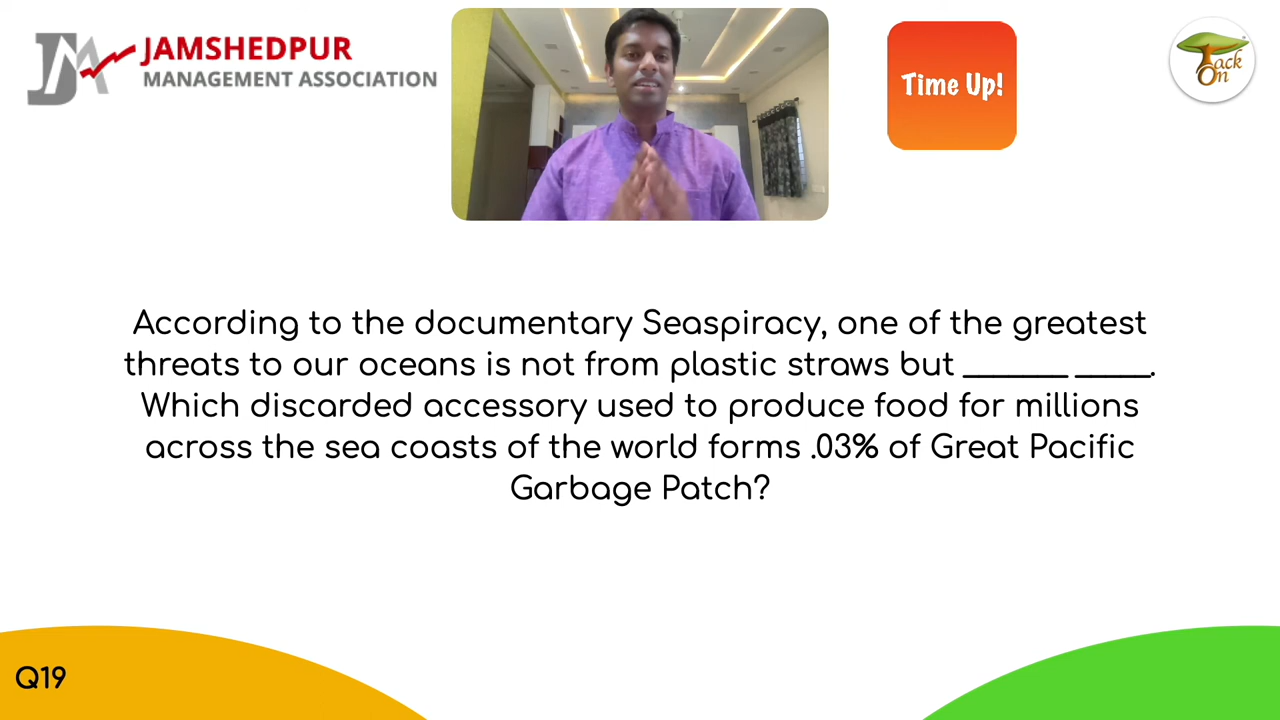 JAMSHEDPUR
MANAGEMENT ASSOCIATION
Time Up!
Tack
On
According to the documentary Seaspiracy, one of the greatest
threats to our oceans is not from plastic straws but _______ _____.
Which discarded accessory used to produce food for millions
across the sea coasts of the world forms .03% of Great Pacific
Garbage Patch?
Q19